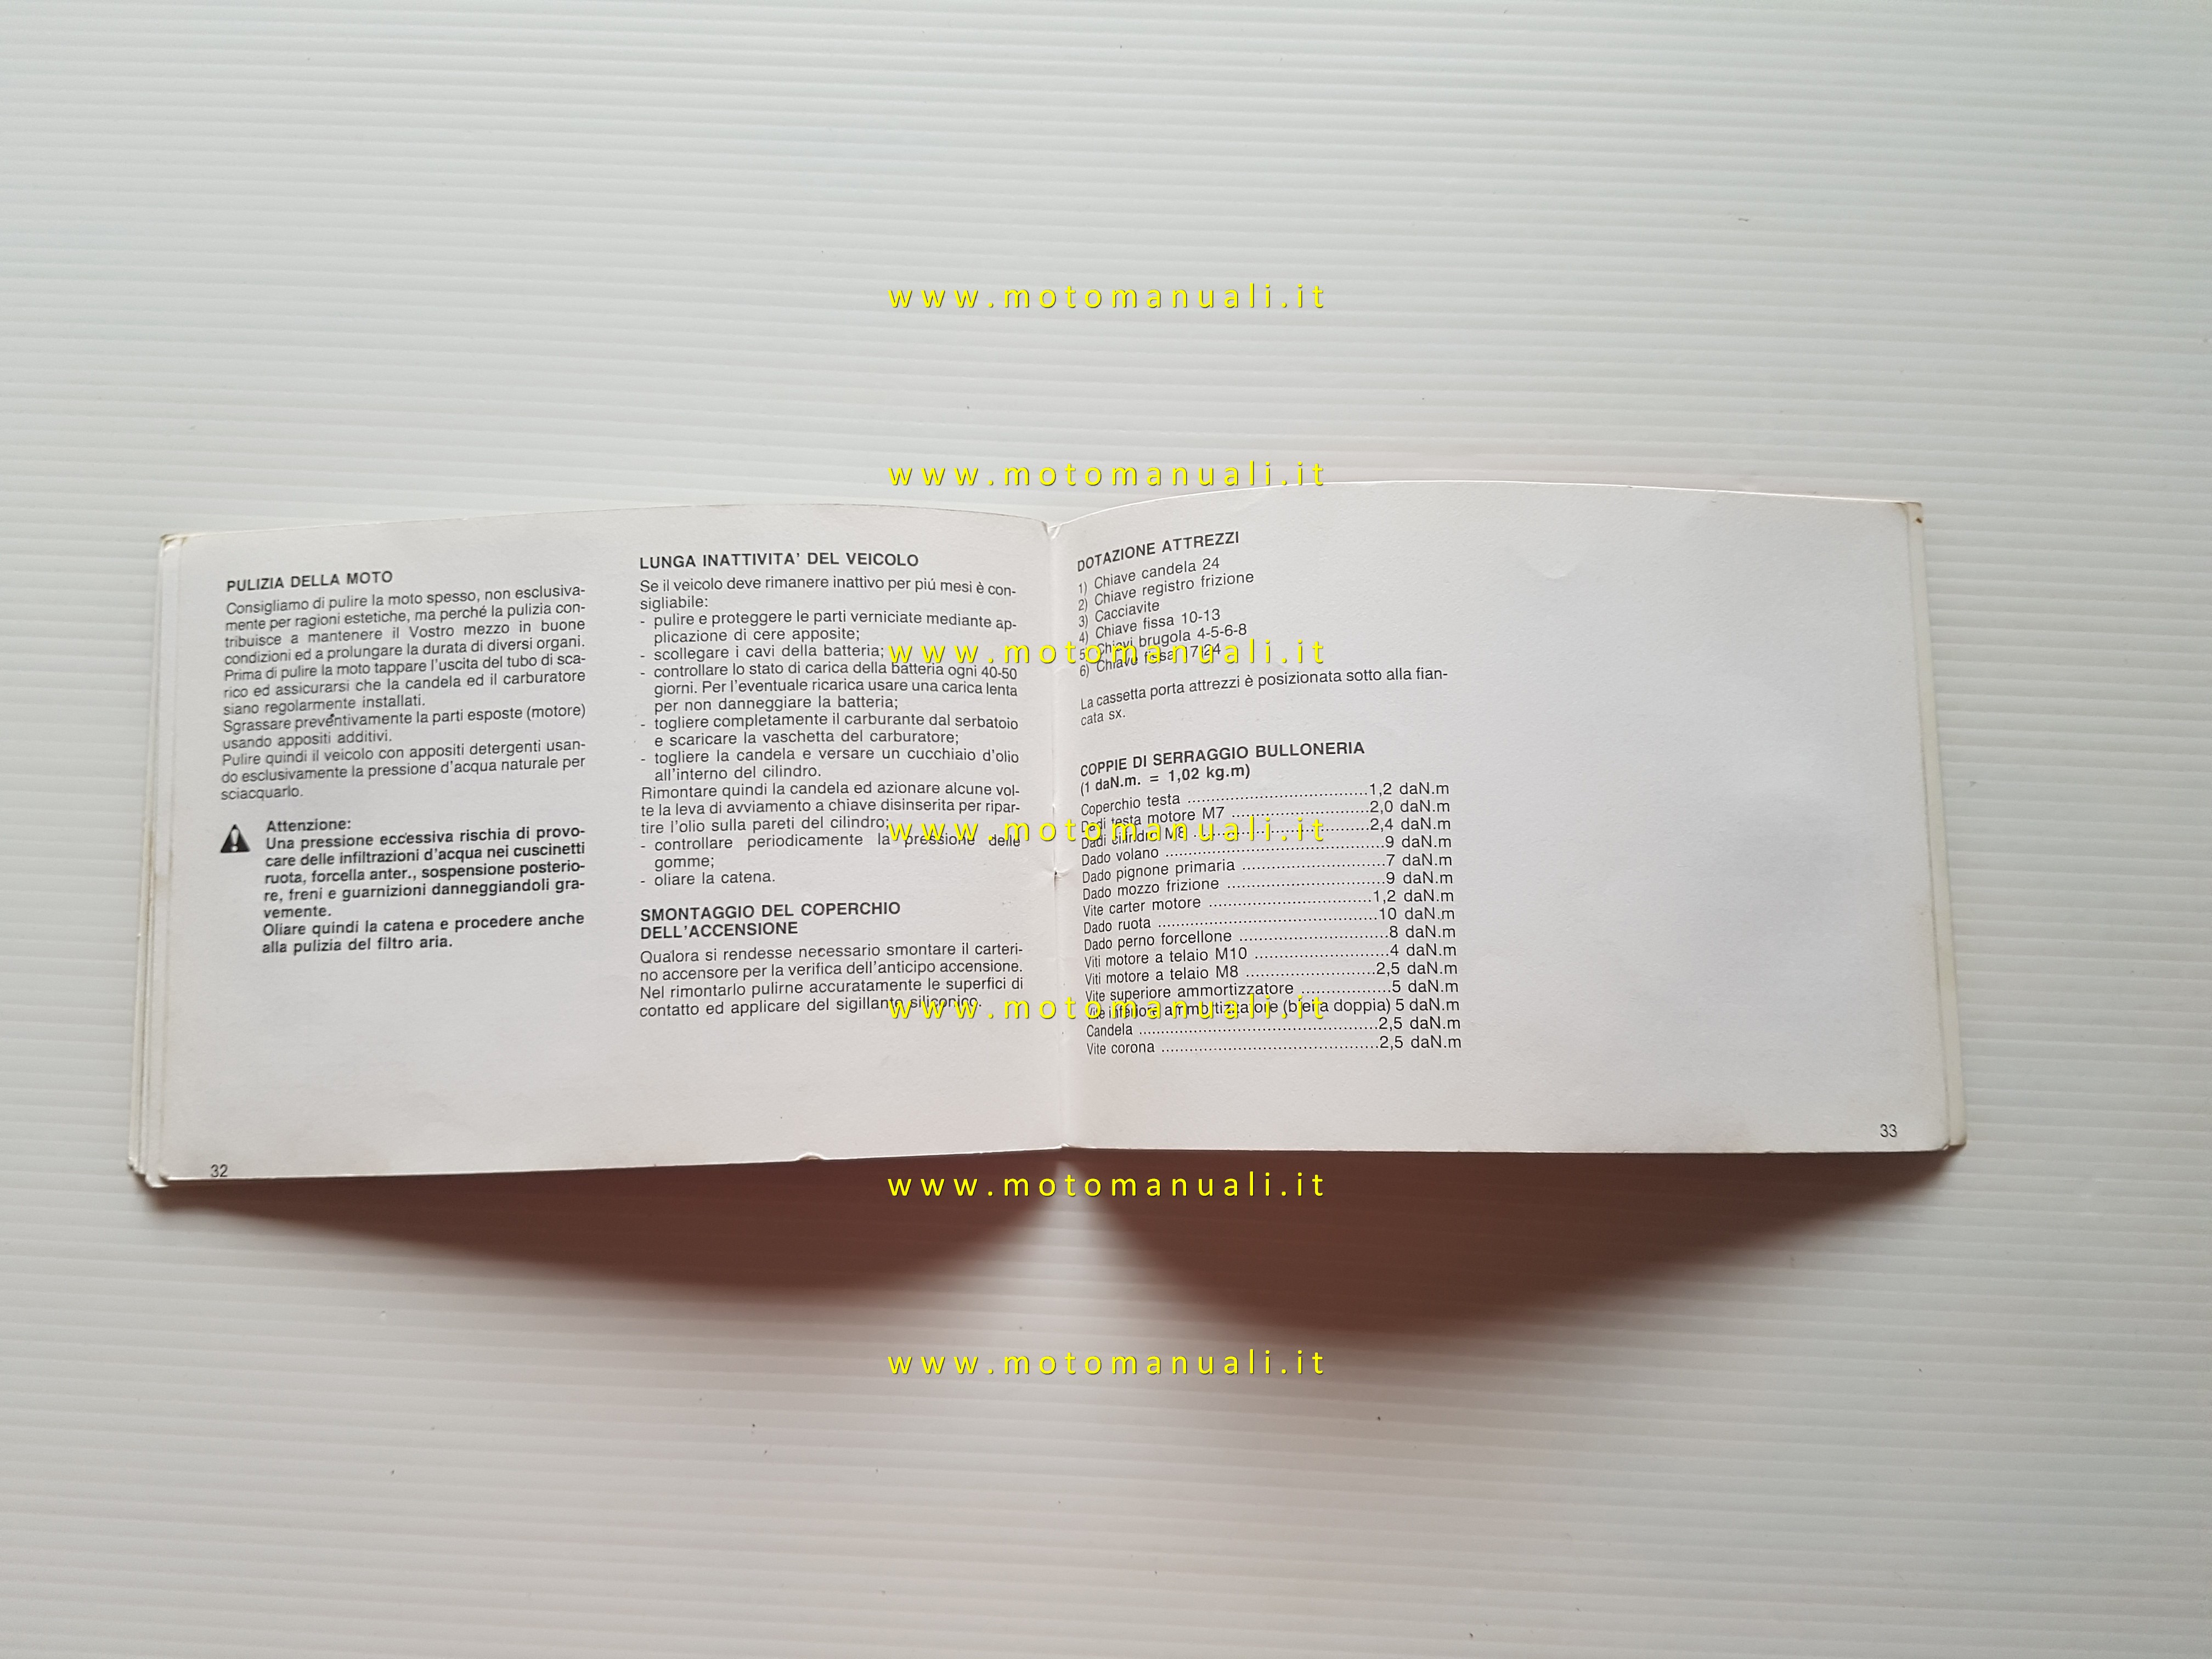 www.motomanuali.it
www.motomanuali.it
PULIZIA DELLA MOTO
Consigliamo di pulire la moto spesso, non esclusiva-
mente per ragioni estetiche, ma perché la pulizia con-
tribuisce a mantenere il Vostro mezzo in buone
condizioni ed a prolungare la durata di diversi organi.
Prima di pulire la moto tappare l'uscita del tubo di sca-
rico ed assicurarsi che la candela ed il carburatore
siano regolarmente installati.
Sgrassare preventivamente la parti esposte (motore)
usando appositi additivi.
Pulire quindi il veicolo con appositi detergenti usan-
do esclusivamente la pressione d'acqua naturale per
sciacquarlo.
Attenzione:
Una pressione eccessiva rischia di provo-
care delle infiltrazioni d'acqua nei cuscinetti
ruota, forcella anter., sospensione posterio-
re, freni e guarnizioni danneggiandoli gra-
vemente.
Oliare quindi la catena e procedere anche
alla pulizia del filtro aria.
32
LUNGA INATTIVITA' DEL VEICOLO
Se il veicolo deve rimanere inattivo per piú mesi è con-
sigliabile:
- pulire e proteggere le parti verniciate mediante ap-
plicazione di cere apposite;
- scollegare i cavi della batteria;
- controllare lo stato di carica della batteria ogni 40-50
giorni. Per l'eventuale ricarica usare una carica lenta
per non danneggiare la batteria;
- togliere completamente il carburante dal serbatoio
e scaricare la vaschetta del carburatore;
- togliere la candela e versare un cucchiaio d'olio
all'interno del cilindro.
Rimontare quindi la candela ed azionare alcune vol-
te la leva di avviamento a chiave disinserita per ripar-
tire l'olio sulla pareti del cilindro;
- controllare periodicamente la pressione delle
gomme;
- oliare la catena.
SMONTAGGIO DEL COPERCHIO
DELL'ACCENSIONE
Qualora si rendesse necessario smontare il carteri-
no accensore per la verifica dell'anticipo accensione.
Nel rimontarlo pulirne accuratamente le superfici di
contatto ed applicare del sigillante siliconico.
DOTAZIONE ATTREZZI
1) Chiave candela 24
2) Chiave registro frizione
3) Cacciavite
4) Chiave fissa 10-13
5) Chiavi brugola 4-5-6-8
6) Chiave fissa 17-24
La cassetta porta attrezzi è posizionata sotto alla fian-
cata sx.
COPPIE DI SERRAGGIO BULLONERIA
(1 daN.m. = 1,02 kg.m)
Coperchio testa ......................................1,2 daN.m
Dadi testa motore M7 .............................2,0 daN.m
Dadi cilindro M8 .....................................2,4 daN.m
Dado volano ..............................................9 daN.m
Dado pignone primaria ...............................7 daN.m
Dado mozzo frizione .................................9 daN.m
Vite carter motore ..................................1,2 daN.m
Dado ruota ..............................................10 daN.m
Dado perno forcellone ...............................8 daN.m
Viti motore a telaio M10 ............................4 daN.m
Viti motore a telaio M8 ...........................2,5 daN.m
Vite superiore ammortizzatore ...................5 daN.m
Vite inferiore ammortizzatore (bieira doppia) 5 daN.m
Candela ..................................................2,5 daN.m
Vite corona ..............................................2,5 daN.m
33
www.motomanuali.it
www.motomanuali.it
www.motomanuali.it
www.motomanuali.it
www.motomanuali.it